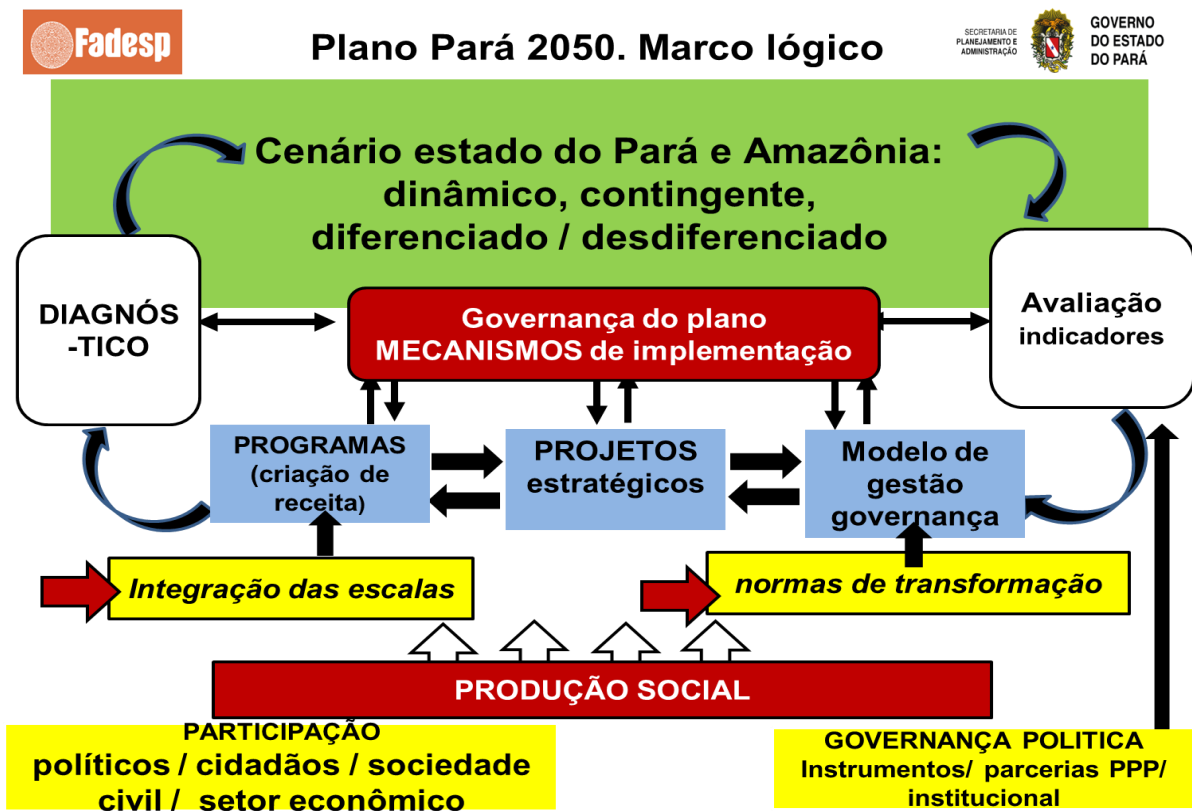 Fadesp
Plano Pará 2050. Marco lógico
SECRETARIA DE
PLANEJAMENTO E
ADMINISTRAÇÃO
GOVERNO
DO ESTADO
DO PARÁ
Cenário estado do Pará e Amazônia:
dinâmico, contingente,
diferenciado / desdiferenciado
DIAGNÓS
-TICO
Governança do plano
MECANISMOS de implementação
Avaliação
indicadores
PROGRAMAS
(criação de
receita)
PROJETOS
estratégicos
Modelo de
gestão
governança
Integração das escalas
normas de transformação
PRODUÇÃO SOCIAL
PARTICIPAÇÃO
políticos / cidadãos / sociedade
civil / setor econômico
GOVERNANÇA POLITICA
Instrumentos/ parcerias PPP/
institucional